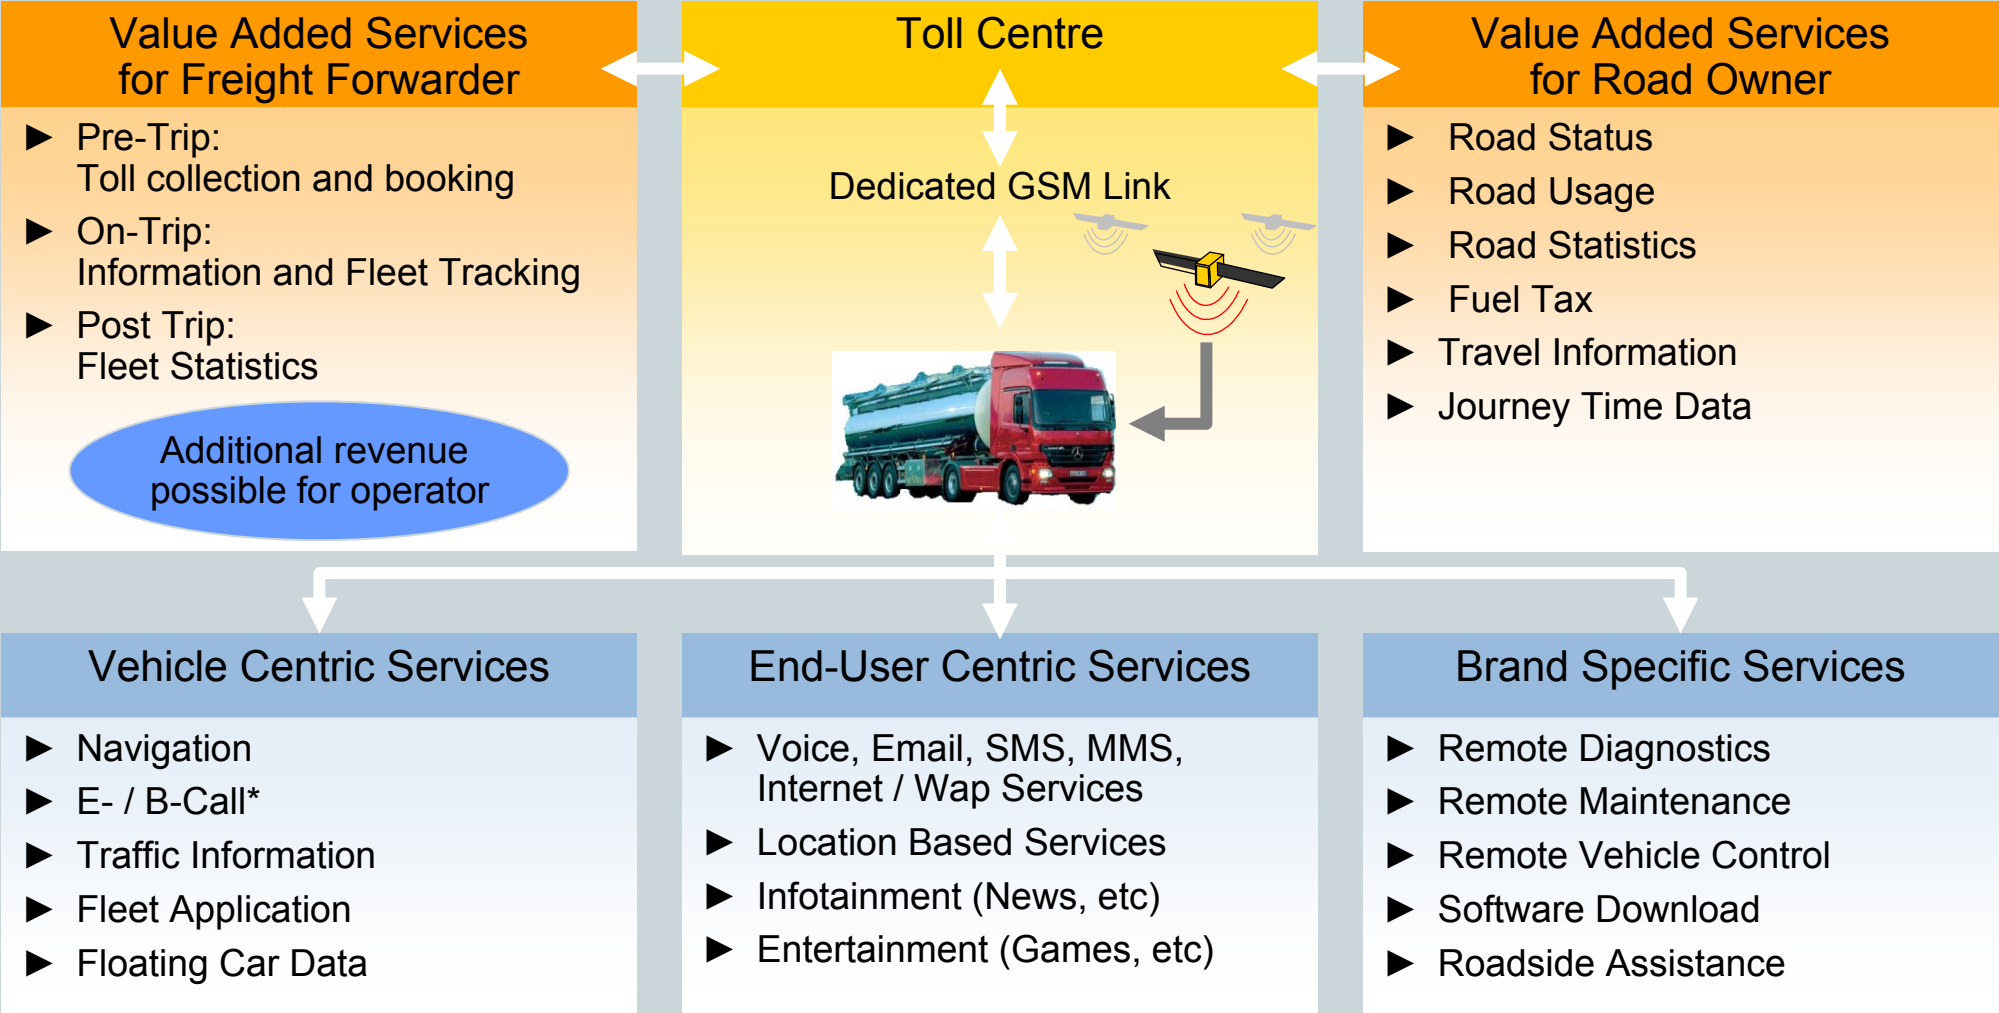 Value Added Services
for Freight Forwarder
► Pre-Trip:
Toll collection and booking
► On-Trip:
Information and Fleet Tracking
► Post Trip:
Fleet Statistics
Additional revenue
possible for operator
Toll Centre
Dedicated GSM Link
Value Added Services
for Road Owner
► Road Status
► Road Usage
► Road Statistics
► Fuel Tax
► Travel Information
► Journey Time Data
Vehicle Centric Services
► Navigation
► E- / B-Call*
► Traffic Information
► Fleet Application
► Floating Car Data
End-User Centric Services
► Voice, Email, SMS, MMS,
Internet / Wap Services
► Location Based Services
► Infotainment (News, etc)
► Entertainment (Games, etc)
Brand Specific Services
► Remote Diagnostics
► Remote Maintenance
► Remote Vehicle Control
► Software Download
► Roadside Assistance